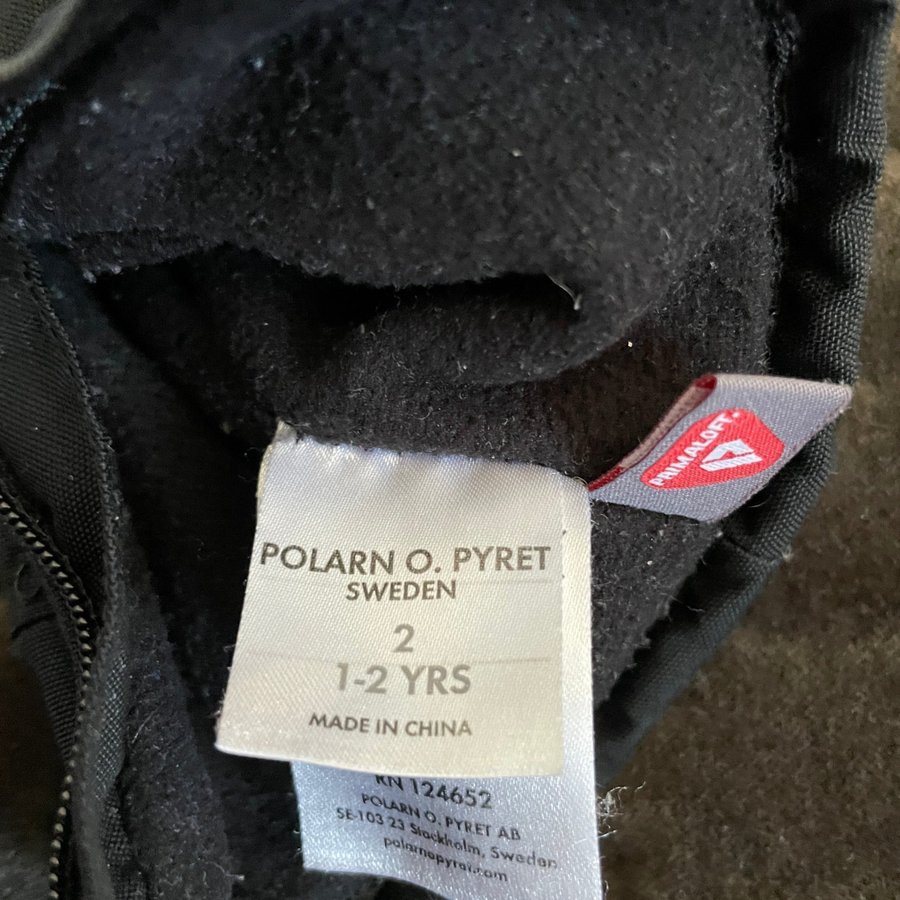 PRIMALOFT
POLARN O. PYRET
SWEDEN
2
1-2 YRS
MADE IN CHINA
RN 124652
POLARN O. PYRET AB
SE-103 23 Stockholm, Sweden
polarnopyret.com